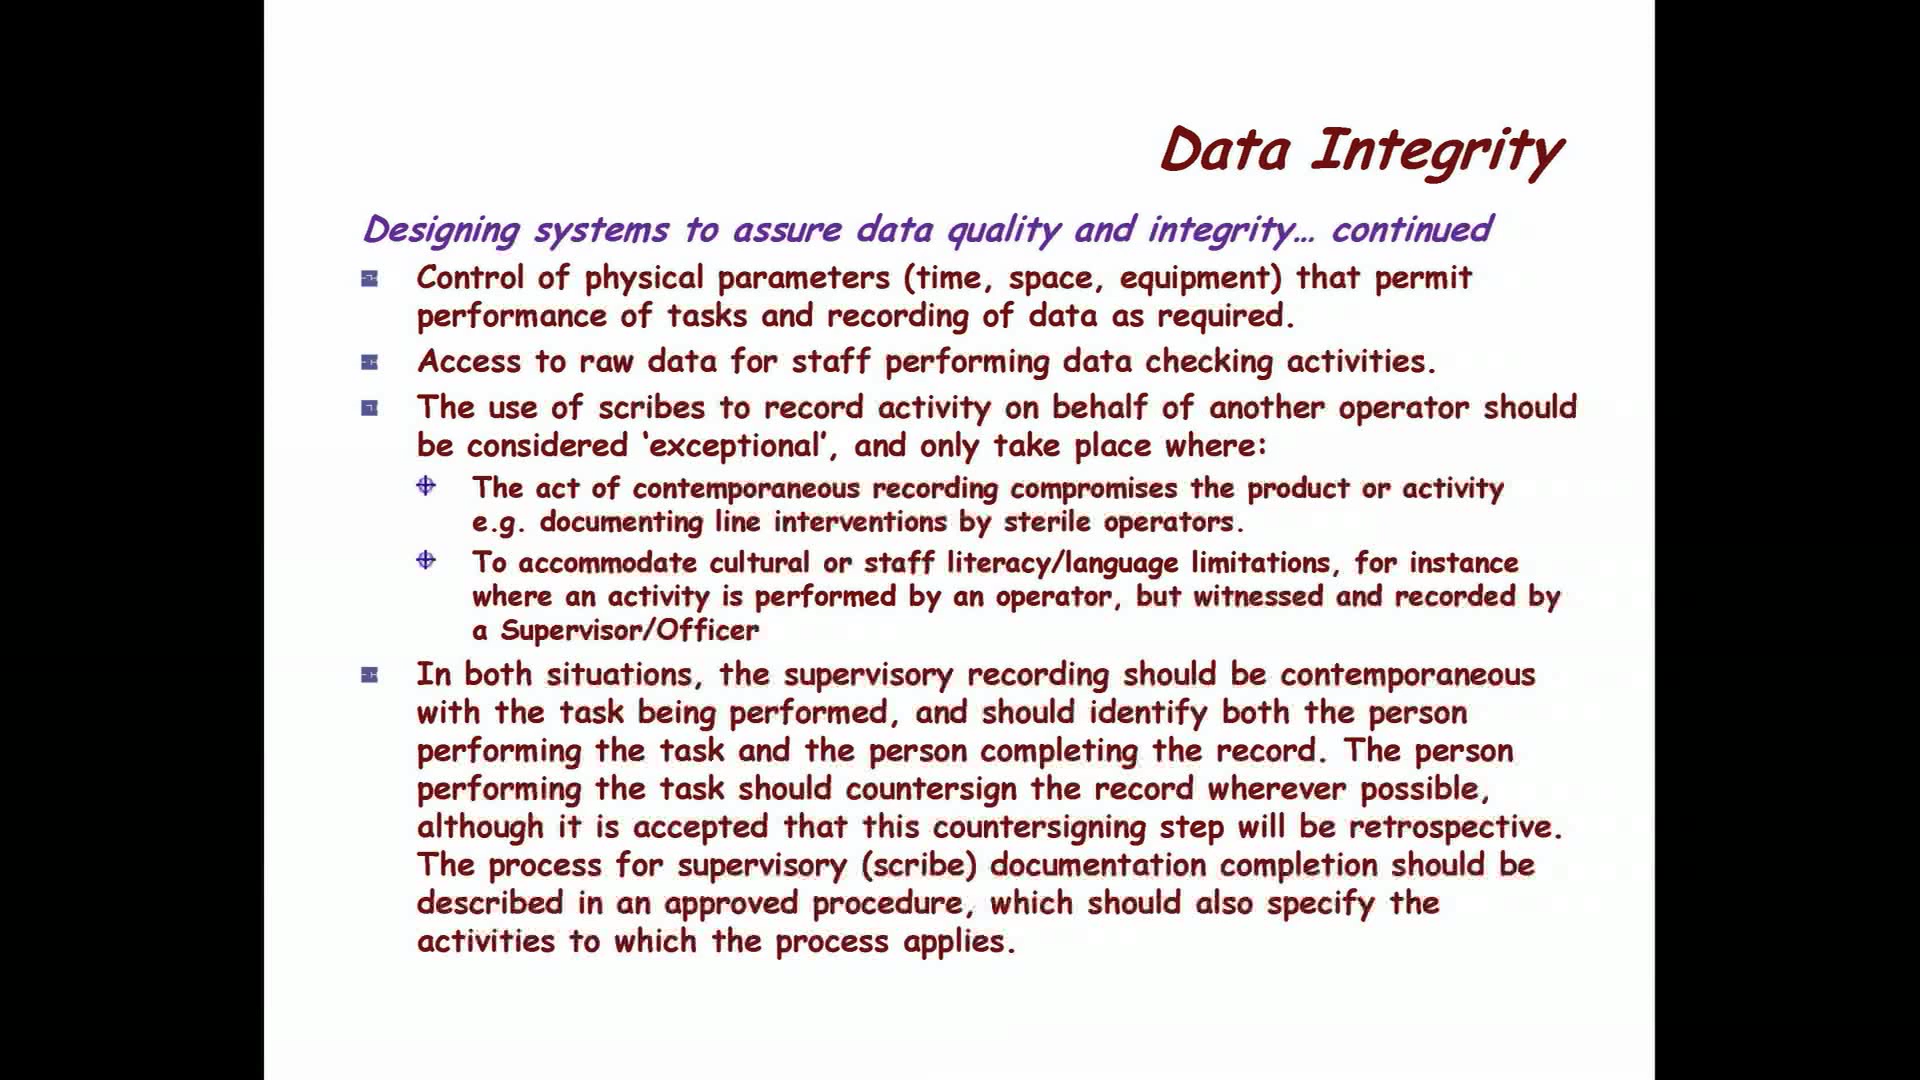 Data Integrity
Designing systems to assure data quality and integrity… continued
Control of physical parameters (time, space, equipment) that permit
performance of tasks and recording of data as required.
Access to raw data for staff performing data checking activities.
The use of scribes to record activity on behalf of another operator should
be considered ‘exceptional’, and only take place where:
The act of contemporaneous recording compromises the product or activity
e.g. documenting line interventions by sterile operators.
To accommodate cultural or staff literacy/language limitations, for instance
where an activity is performed by an operator, but witnessed and recorded by
a Supervisor/Officer
In both situations, the supervisory recording should be contemporaneous
with the task being performed, and should identify both the person
performing the task and the person completing the record. The person
performing the task should countersign the record wherever possible,
although it is accepted that this countersigning step will be retrospective.
The process for supervisory (scribe) documentation completion should be
described in an approved procedure, which should also specify the
activities to which the process applies.